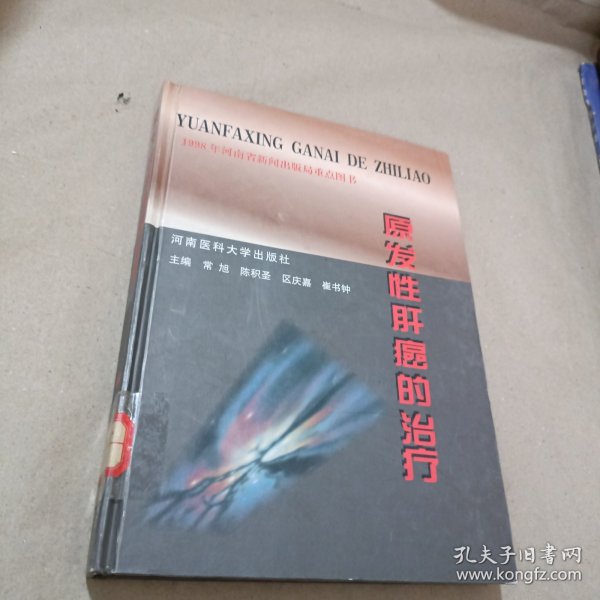 YUANFAXING GANAI DE ZHILIAO
1998年河南省新闻出版局重点图书
原发性肝癌的治疗
河南医科大学出版社
主编 常旭 陈积圣 区庆嘉 崔书钟
孔夫子旧书网
www.kongfz.com